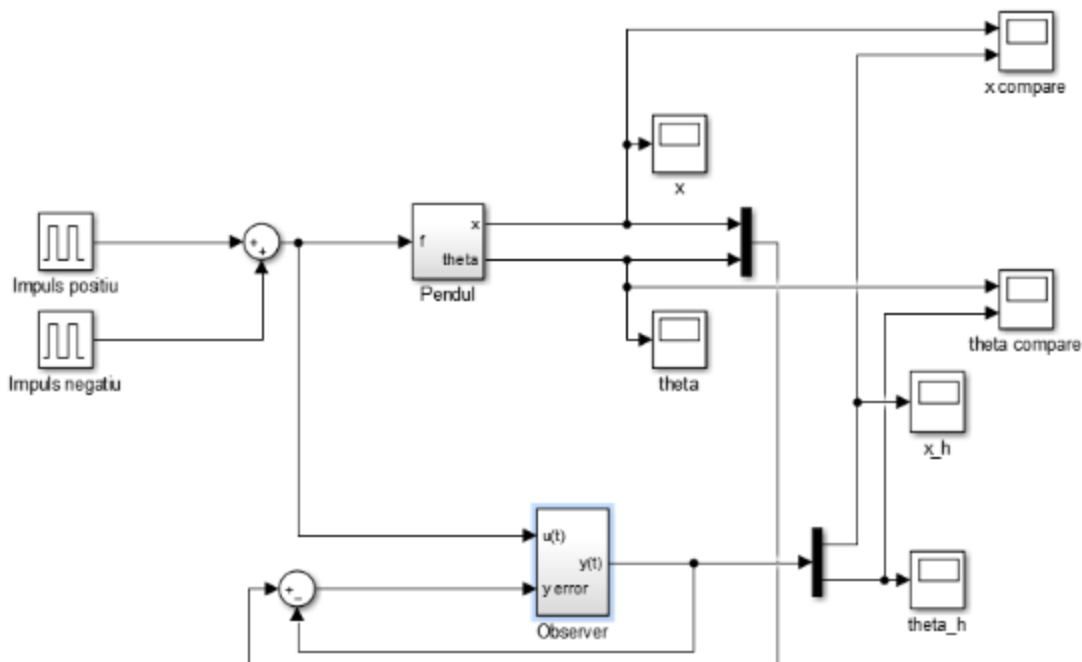 x compare
x
x
f
theta
Pendul
Impuls positiu
Impuls negatiu
theta
theta compare
x_h
u(t)
y(t)
y error
Observer
theta_h